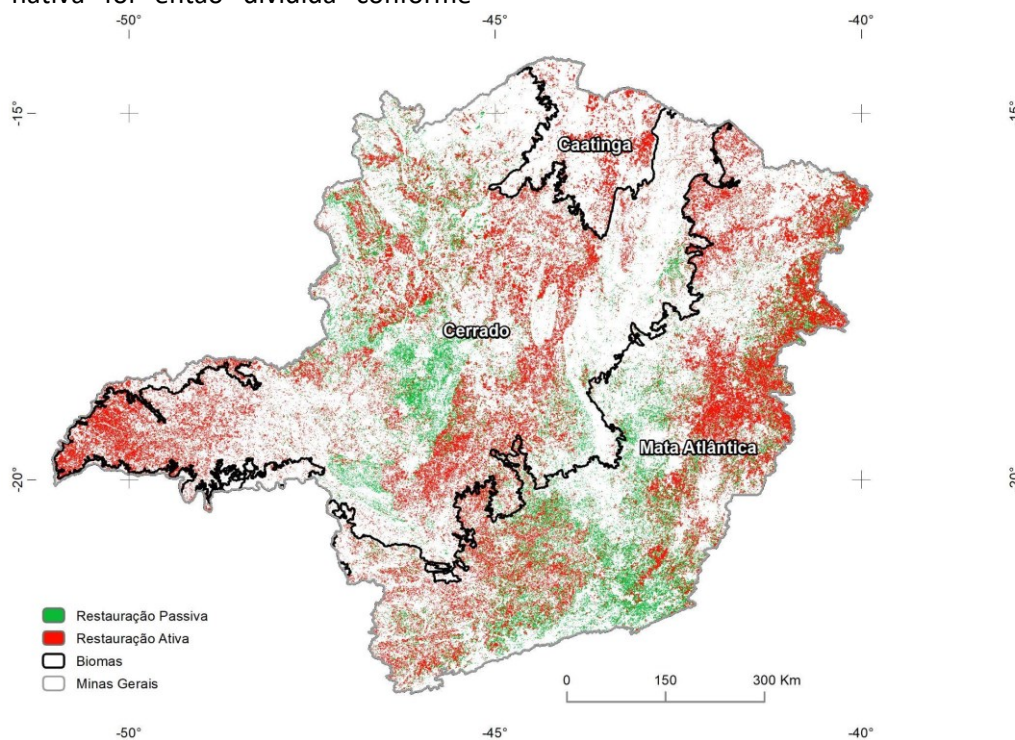 nativa foi então dividida conforme
-50° -45° -40°
-15° 15°
Caatinga
Cerrado
Mata Atlântica
-20° 20°
Restauração Passiva
Restauração Ativa
Biomas
Minas Gerais
0 150 300 Km
-50° -45° -40°